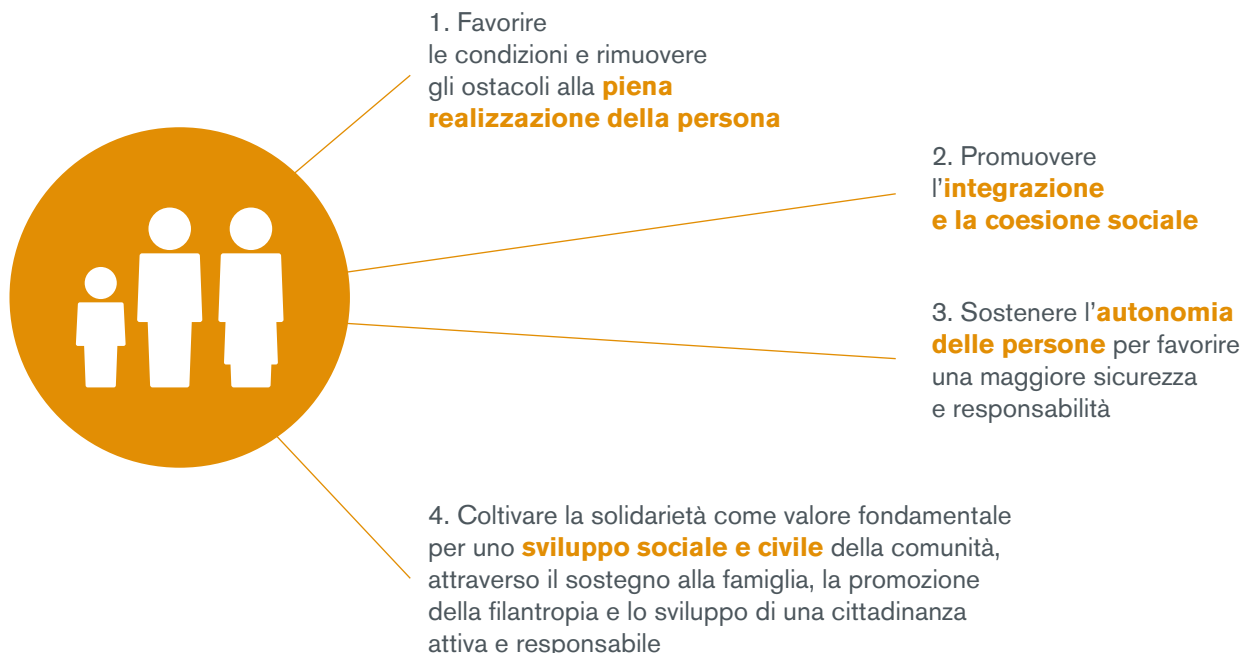 1. Favorire
le condizioni e rimuovere
gli ostacoli alla piena
realizzazione della persona
2. Promuovere
l'integrazione
e la coesione sociale
3. Sostenere l'autonomia
delle persone per favorire
una maggiore sicurezza
e responsabilità
4. Coltivare la solidarietà come valore fondamentale
per uno sviluppo sociale e civile della comunità,
attraverso il sostegno alla famiglia, la promozione
della filantropia e lo sviluppo di una cittadinanza
attiva e responsabile